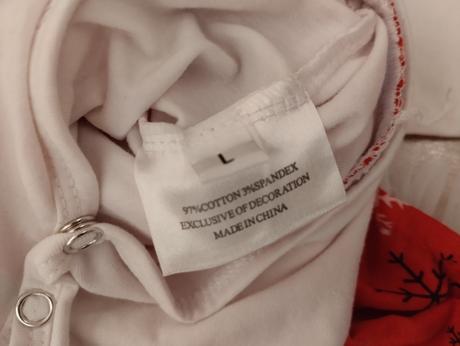 L
97%COTTON 3%SPANDEX
EXCLUSIVE OF DECORATION
MADE IN CHINA